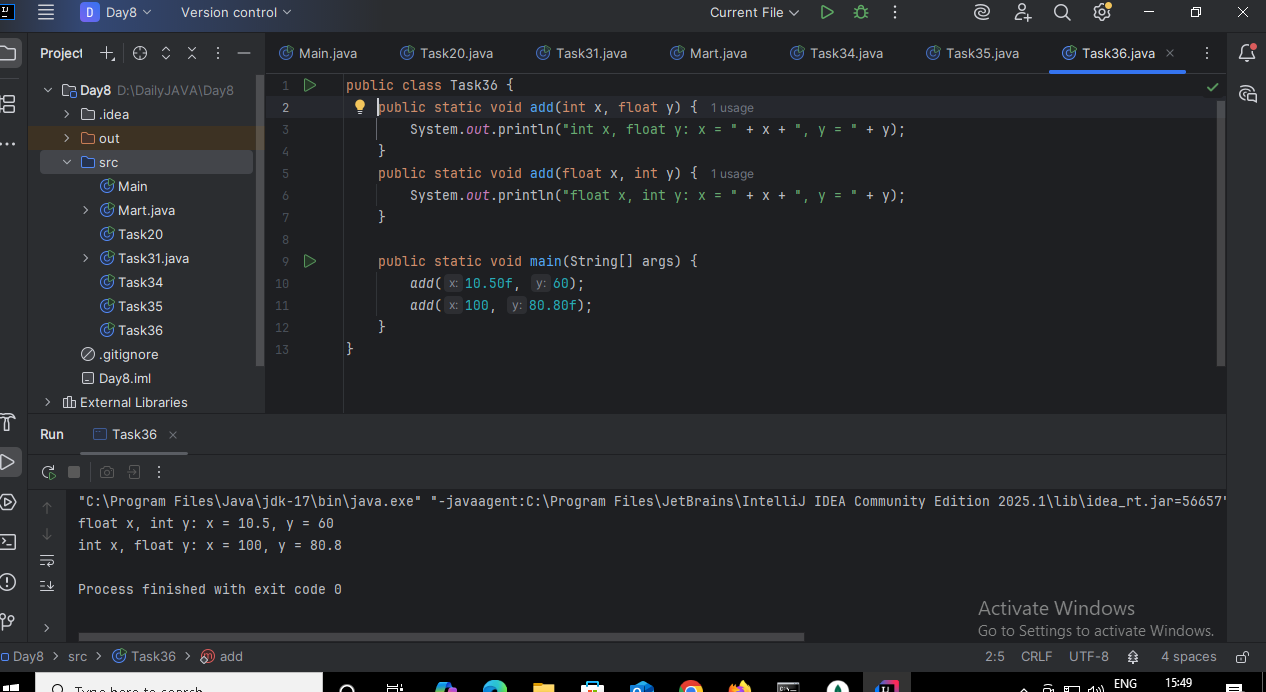 D Day8 Version control Current File
Project
Main.java Task20.java Task31.java Mart.java Task34.java Task35.java Task36.java
Day8 D:\DailyJAVA\Day8
.idea
out
src
Main
Mart.java
Task20
Task31.java
Task34
Task35
Task36
.gitignore
Day8.iml
External Libraries
1 public class Task36 {
2 public static void add(int x, float y) { 1 usage
3 System.out.println("int x, float y: x = " + x + ", y = " + y);
4 }
5 public static void add(float x, int y) { 1 usage
6 System.out.println("float x, int y: x = " + x + ", y = " + y);
7 }
8
9 public static void main(String[] args) {
10 add( x: 10.50f, y: 60);
11 add( x: 100, y: 80.80f);
12 }
13 }
Run Task36
"C:\Program Files\Java\jdk-17\bin\java.exe" "-javaagent:C:\Program Files\JetBrains\IntelliJ IDEA Community Edition 2025.1\lib\idea_rt.jar=56657"
float x, int y: x = 10.5, y = 60
int x, float y: x = 100, y = 80.8
Process finished with exit code 0
Activate Windows
Go to Settings to activate Windows.
Day8 src Task36 add 2:5 CRLF UTF-8 4 spaces
Type here to search ENG 15:49